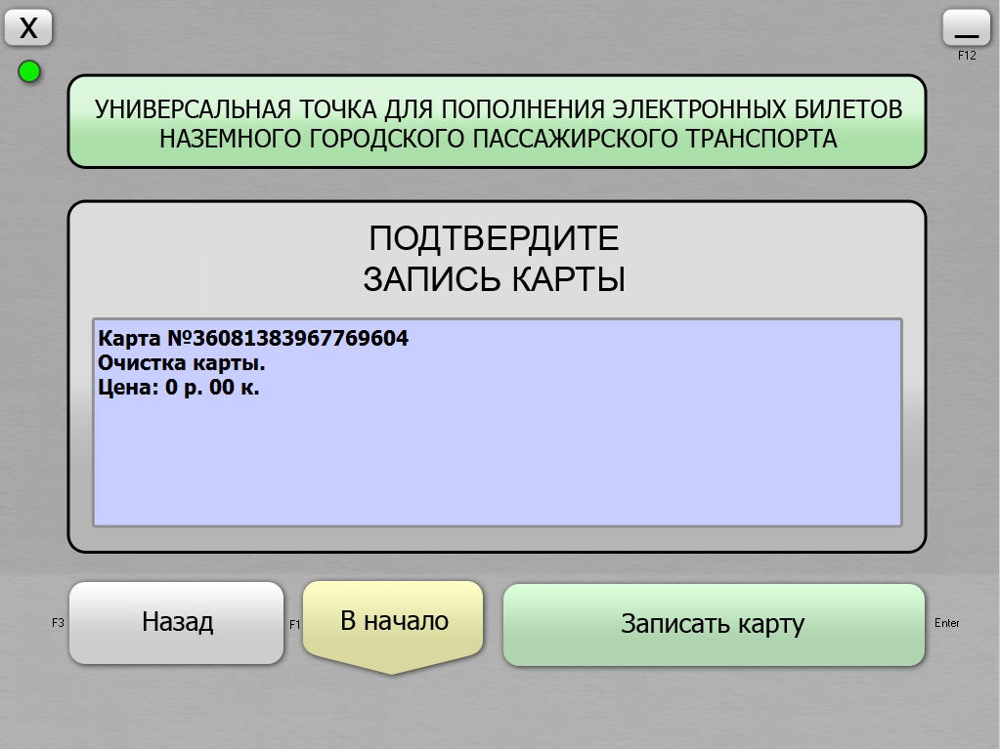 X
_
F12
УНИВЕРСАЛЬНАЯ ТОЧКА ДЛЯ ПОПОЛНЕНИЯ ЭЛЕКТРОННЫХ БИЛЕТОВ
НАЗЕМНОГО ГОРОДСКОГО ПАССАЖИРСКОГО ТРАНСПОРТА
ПОДТВЕРДИТЕ
ЗАПИСЬ КАРТЫ
Карта №36081383967769604
Очистка карты.
Цена: 0 р. 00 к.
F3
Назад
F1
В начало
Записать карту
Enter